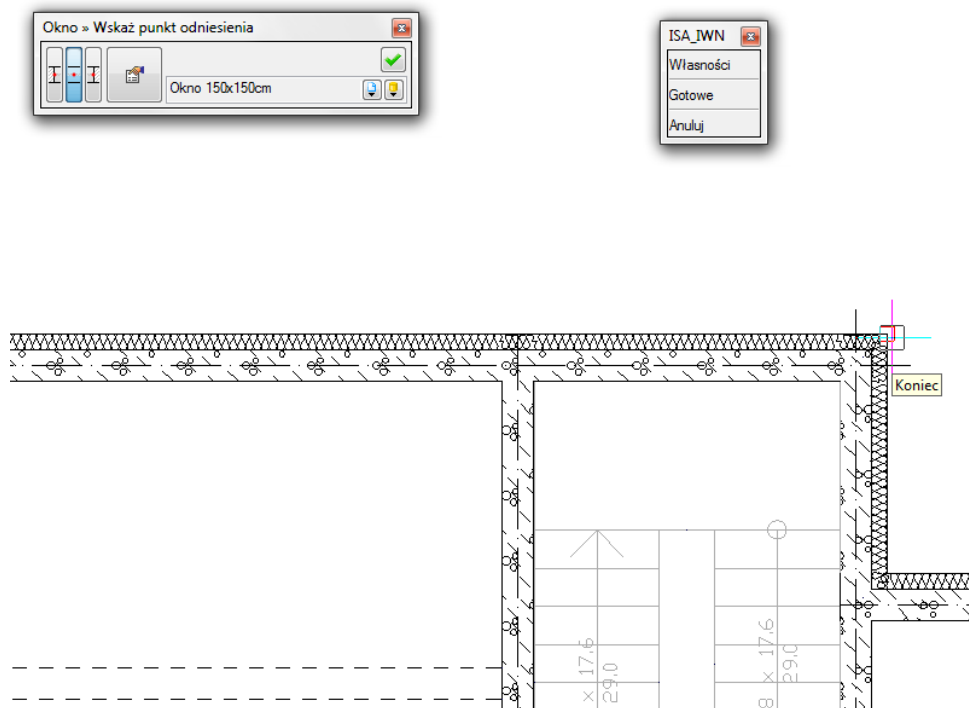 Okno » Wskaż punkt odniesienia
Okno 150x150cm
ISA_IWN
Własności
Gotowe
Anuluj
Koniec
× 17.6
29.0
8 × 17.6
29.0